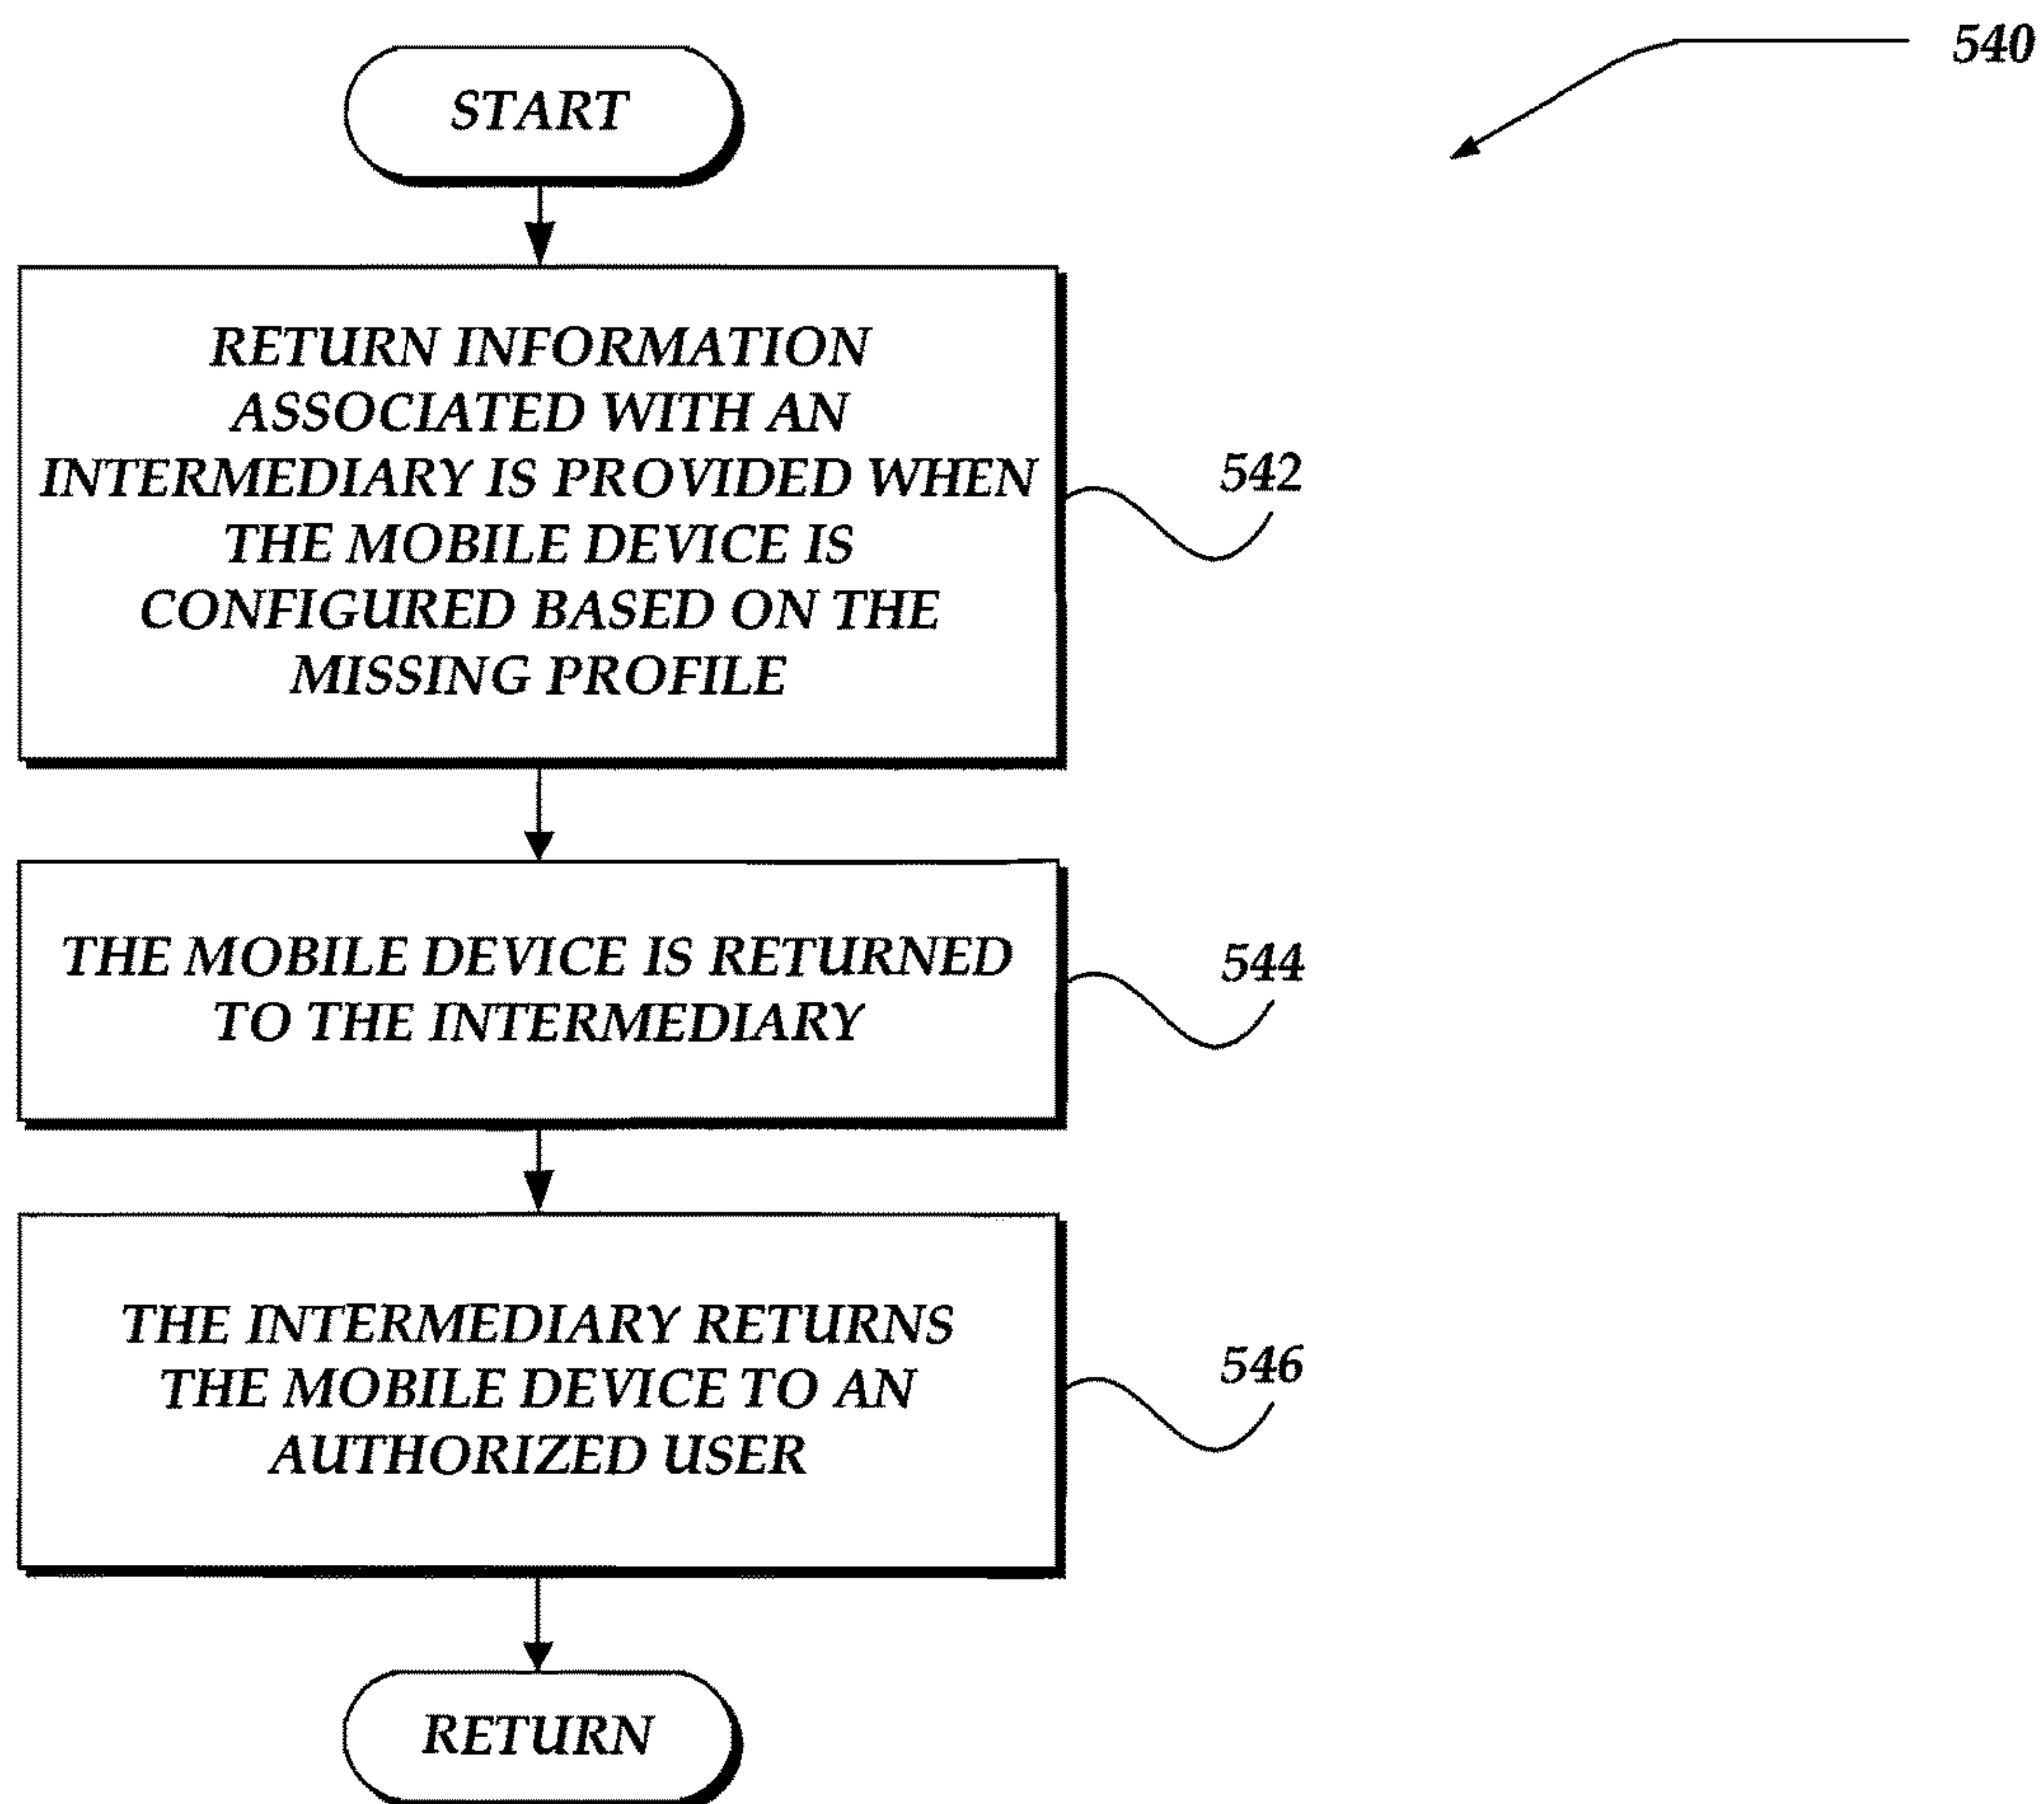 540
START
RETURN INFORMATION
ASSOCIATED WITH AN
INTERMEDIARY IS PROVIDED WHEN
THE MOBILE DEVICE IS
CONFIGURED BASED ON THE
MISSING PROFILE
542
THE MOBILE DEVICE IS RETURNED
TO THE INTERMEDIARY
544
THE INTERMEDIARY RETURNS
THE MOBILE DEVICE TO AN
AUTHORIZED USER
546
RETURN